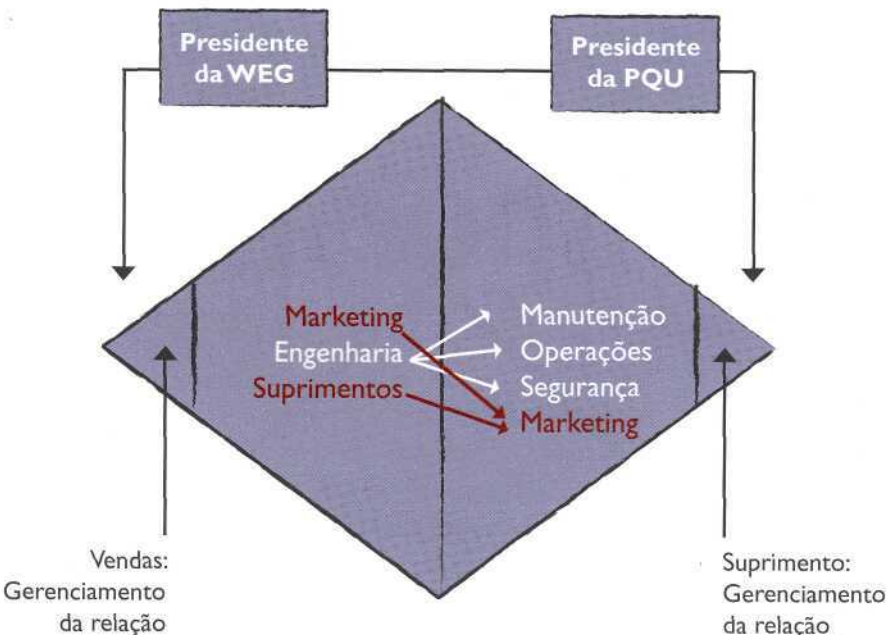 Presidente
da WEG
Presidente
da PQU
Marketing
Engenharia
Suprimentos
Manutenção
Operações
Segurança
Marketing
Vendas:
Gerenciamento
da relação
Suprimento:
Gerenciamento
da relação